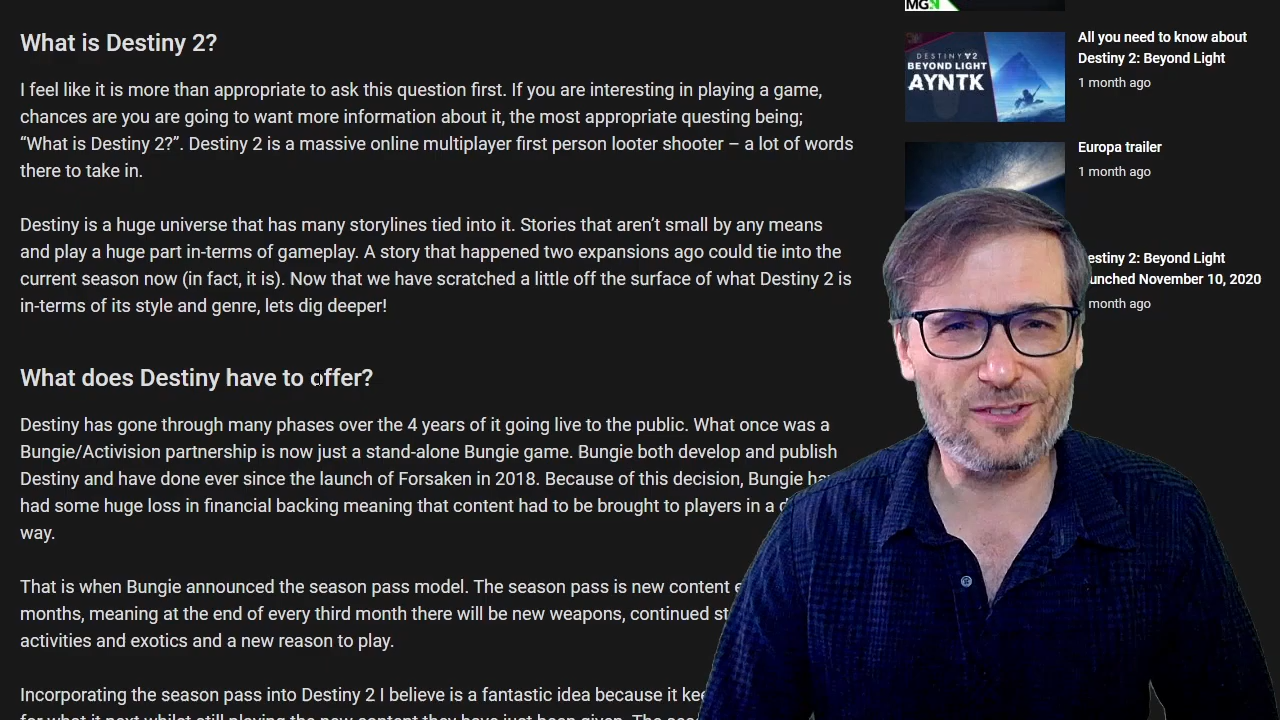 What is Destiny 2?
I feel like it is more than appropriate to ask this question first. If you are interesting in playing a game,
chances are you are going to want more information about it, the most appropriate questing being;
“What is Destiny 2?”. Destiny 2 is a massive online multiplayer first person looter shooter – a lot of words
there to take in.
Destiny is a huge universe that has many storylines tied into it. Stories that aren’t small by any means
and play a huge part in-terms of gameplay. A story that happened two expansions ago could tie into the
current season now (in fact, it is). Now that we have scratched a little off the surface of what Destiny 2 is
in-terms of its style and genre, lets dig deeper!
What does Destiny have to offer?
Destiny has gone through many phases over the 4 years of it going live to the public. What once was a
Bungie/Activision partnership is now just a stand-alone Bungie game. Bungie both develop and publish
Destiny and have done ever since the launch of Forsaken in 2018. Because of this decision, Bungie
had some huge loss in financial backing meaning that content had to be brought to players in a
way.
That is when Bungie announced the season pass model. The season pass is new content
months, meaning at the end of every third month there will be new weapons, continued
activities and exotics and a new reason to play.
Incorporating the season pass into Destiny 2 I believe is a fantastic idea because it
MGN
DESTINY 2
BEYOND LIGHT
AYNTK
All you need to know about
Destiny 2: Beyond Light
1 month ago
Europa trailer
1 month ago
estiny 2: Beyond Light
unched November 10, 2020
month ago